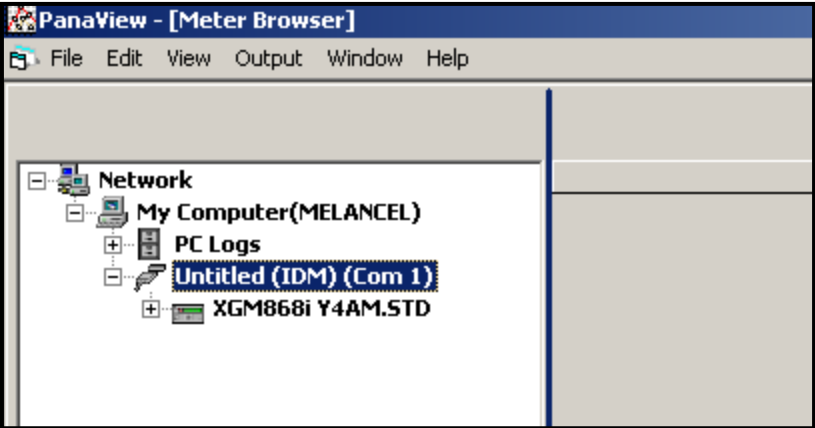 PanaView - [Meter Browser]
File Edit View Output Window Help
Network
My Computer(MELANCEL)
PC Logs
Untitled (IDM) (Com 1)
XGM868i Y4AM.STD